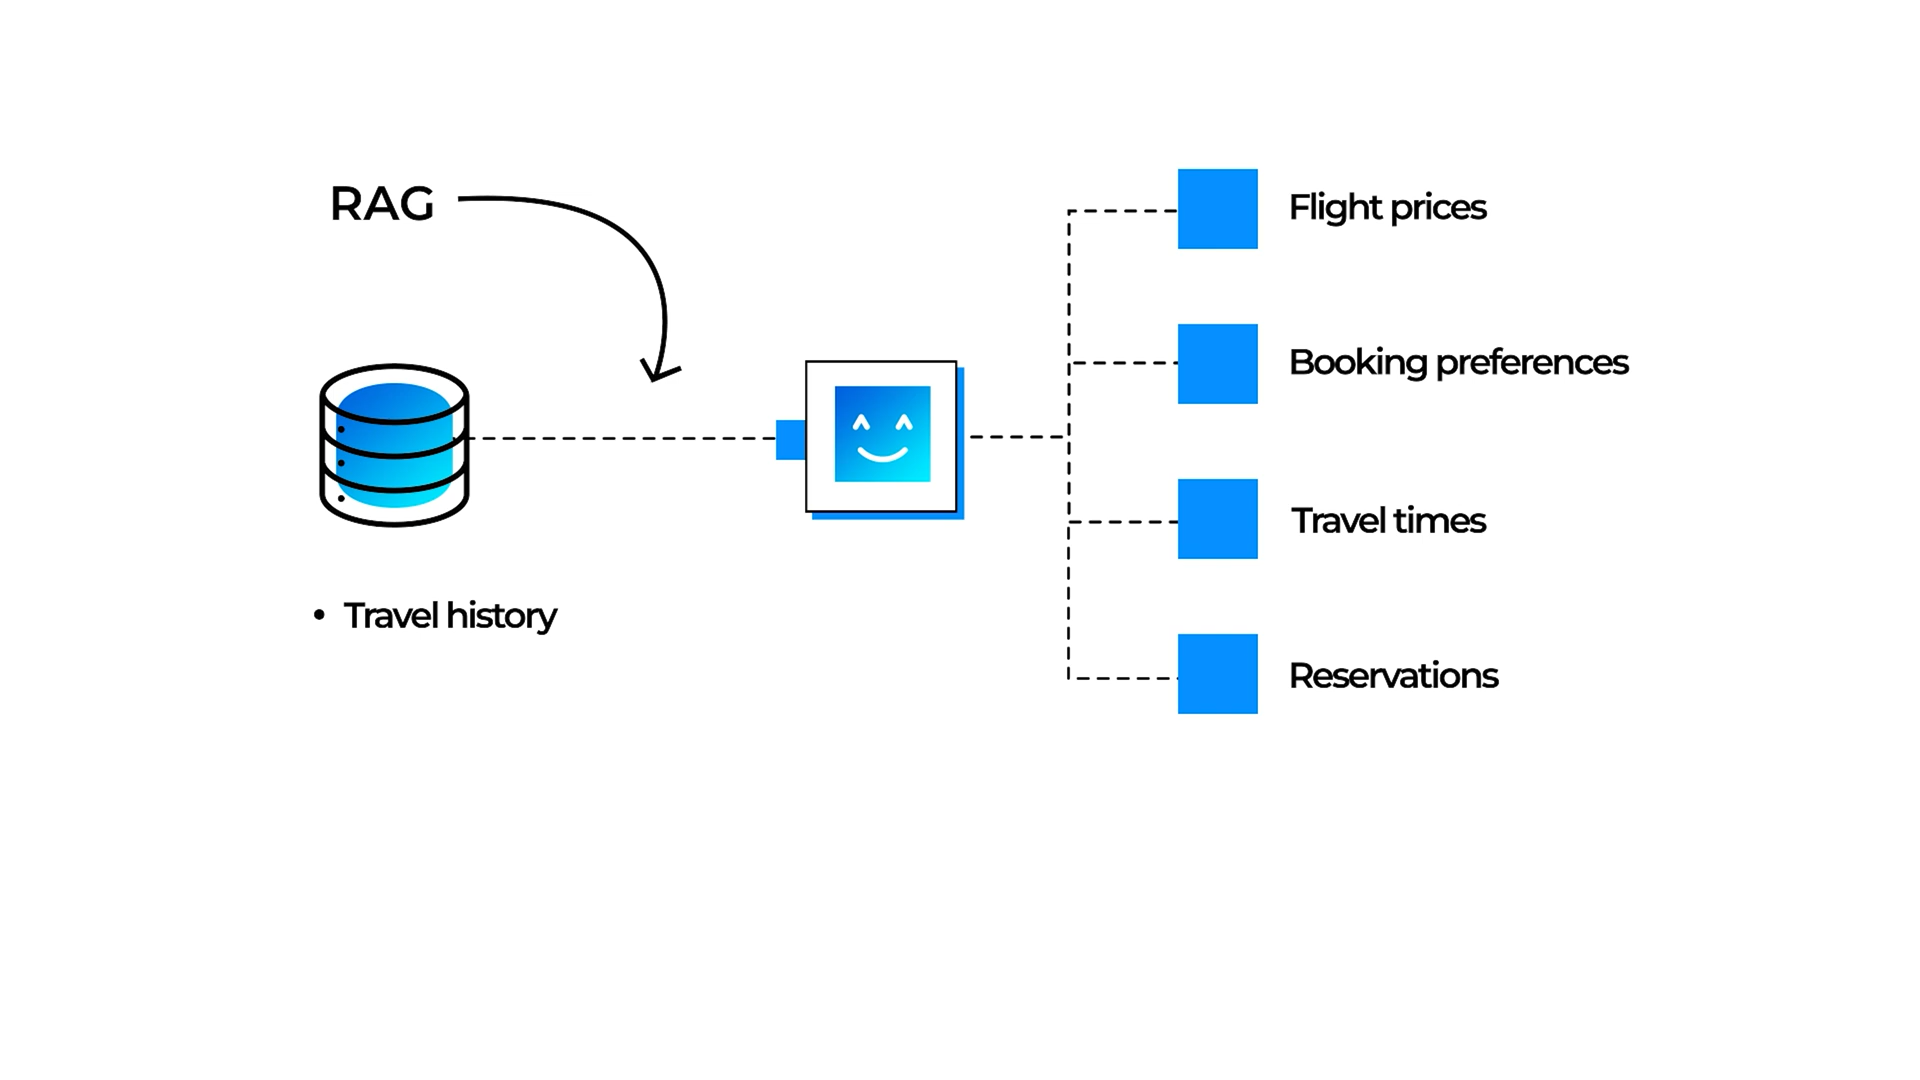 RAG
Flight prices
Booking preferences
Travel times
• Travel history
Reservations